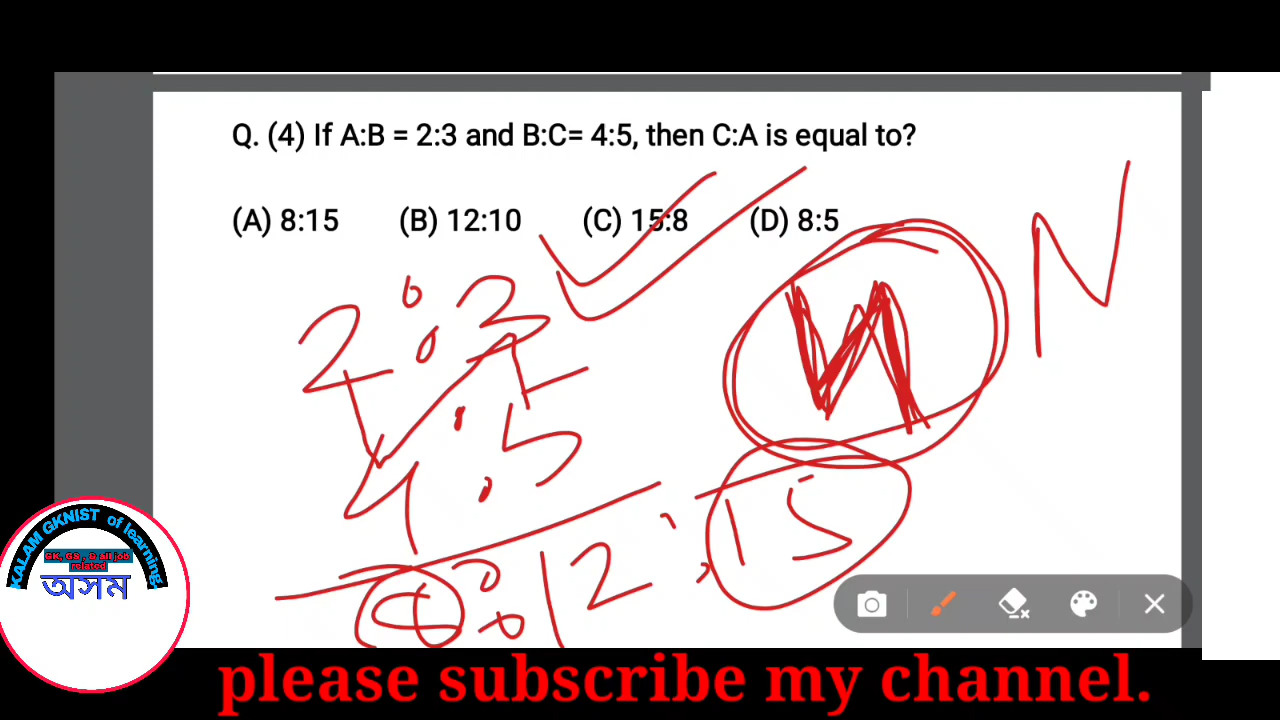 Q. (4) If A:B = 2:3 and B:C= 4:5, then C:A is equal to?
(A) 8:15 (B) 12:10 (C) 15:8 (D) 8:5
2 : 3
N
4 : 5
8 : 12 : 15
KALAM GKNIST of learning.
GK, GS , & all job
related
অসম
please subscribe my channel.